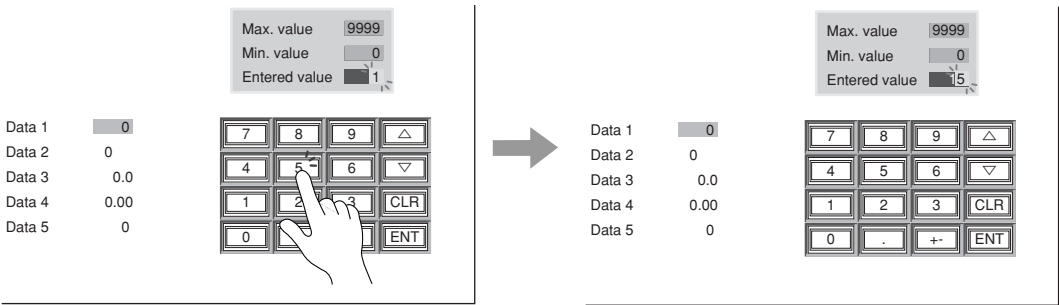 Max. value 9999
Min. value 0
Entered value 1
Data 1 0
Data 2 0
Data 3 0.0
Data 4 0.00
Data 5 0
7 8 9 △
4 5 6 ▽
1 2 3 CLR
0 ENT
Max. value 9999
Min. value 0
Entered value 15
Data 1 0
Data 2 0
Data 3 0.0
Data 4 0.00
Data 5 0
7 8 9 △
4 5 6 ▽
1 2 3 CLR
0 . +- ENT